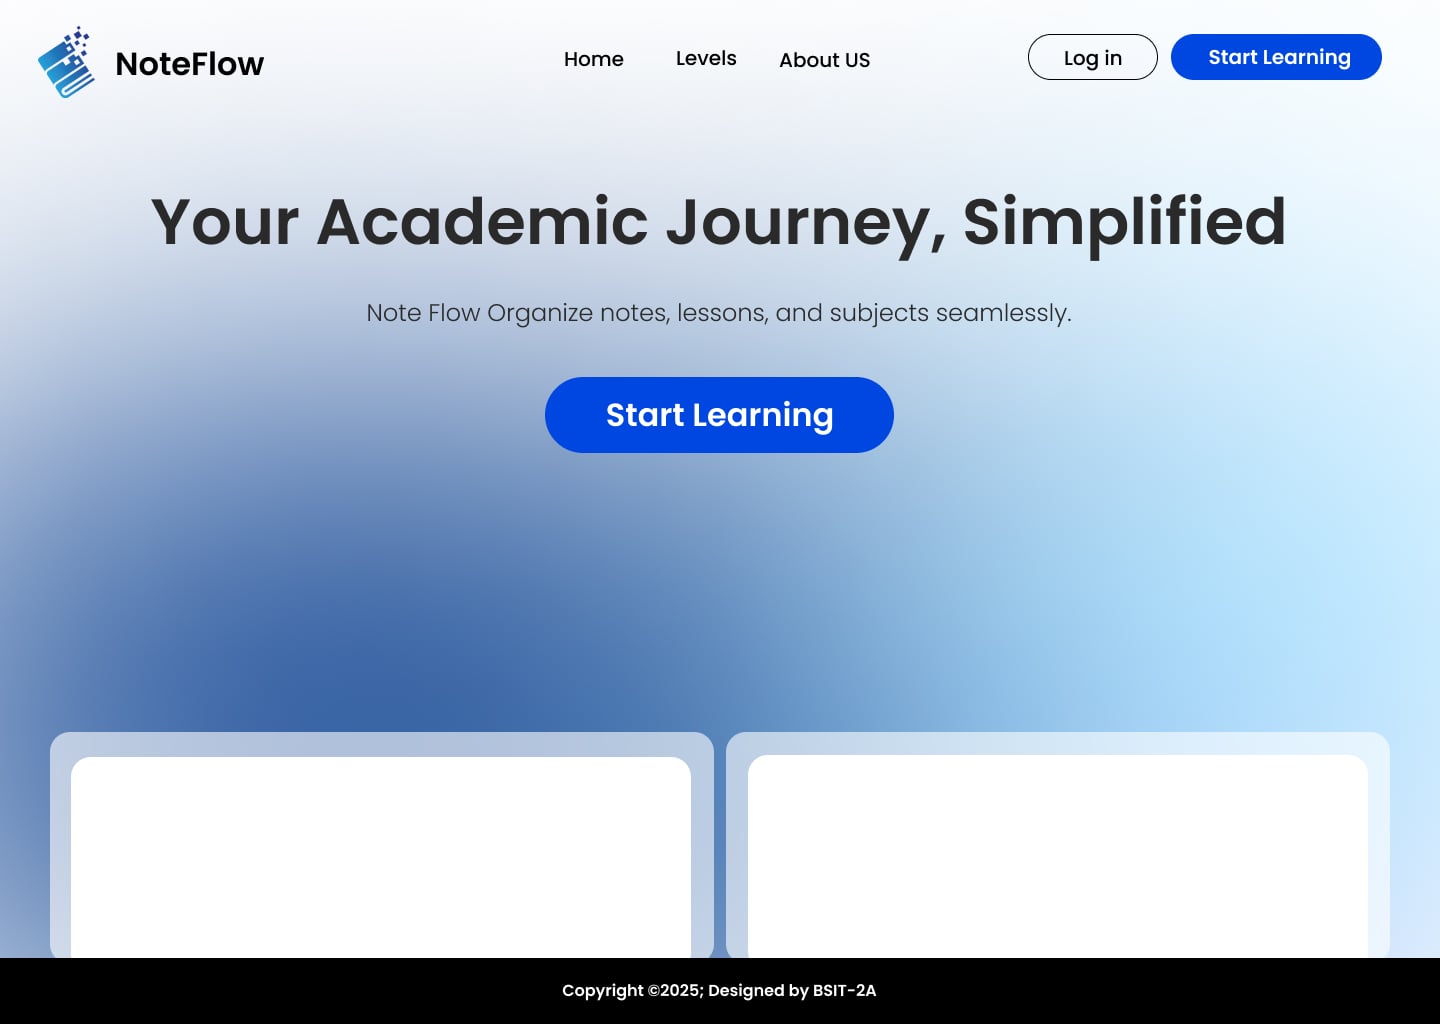 NoteFlow
Home
Levels
About US
Log in
Start Learning
Your Academic Journey, Simplified
Note Flow Organize notes, lessons, and subjects seamlessly.
Start Learning
Copyright ©2025; Designed by BSIT-2A